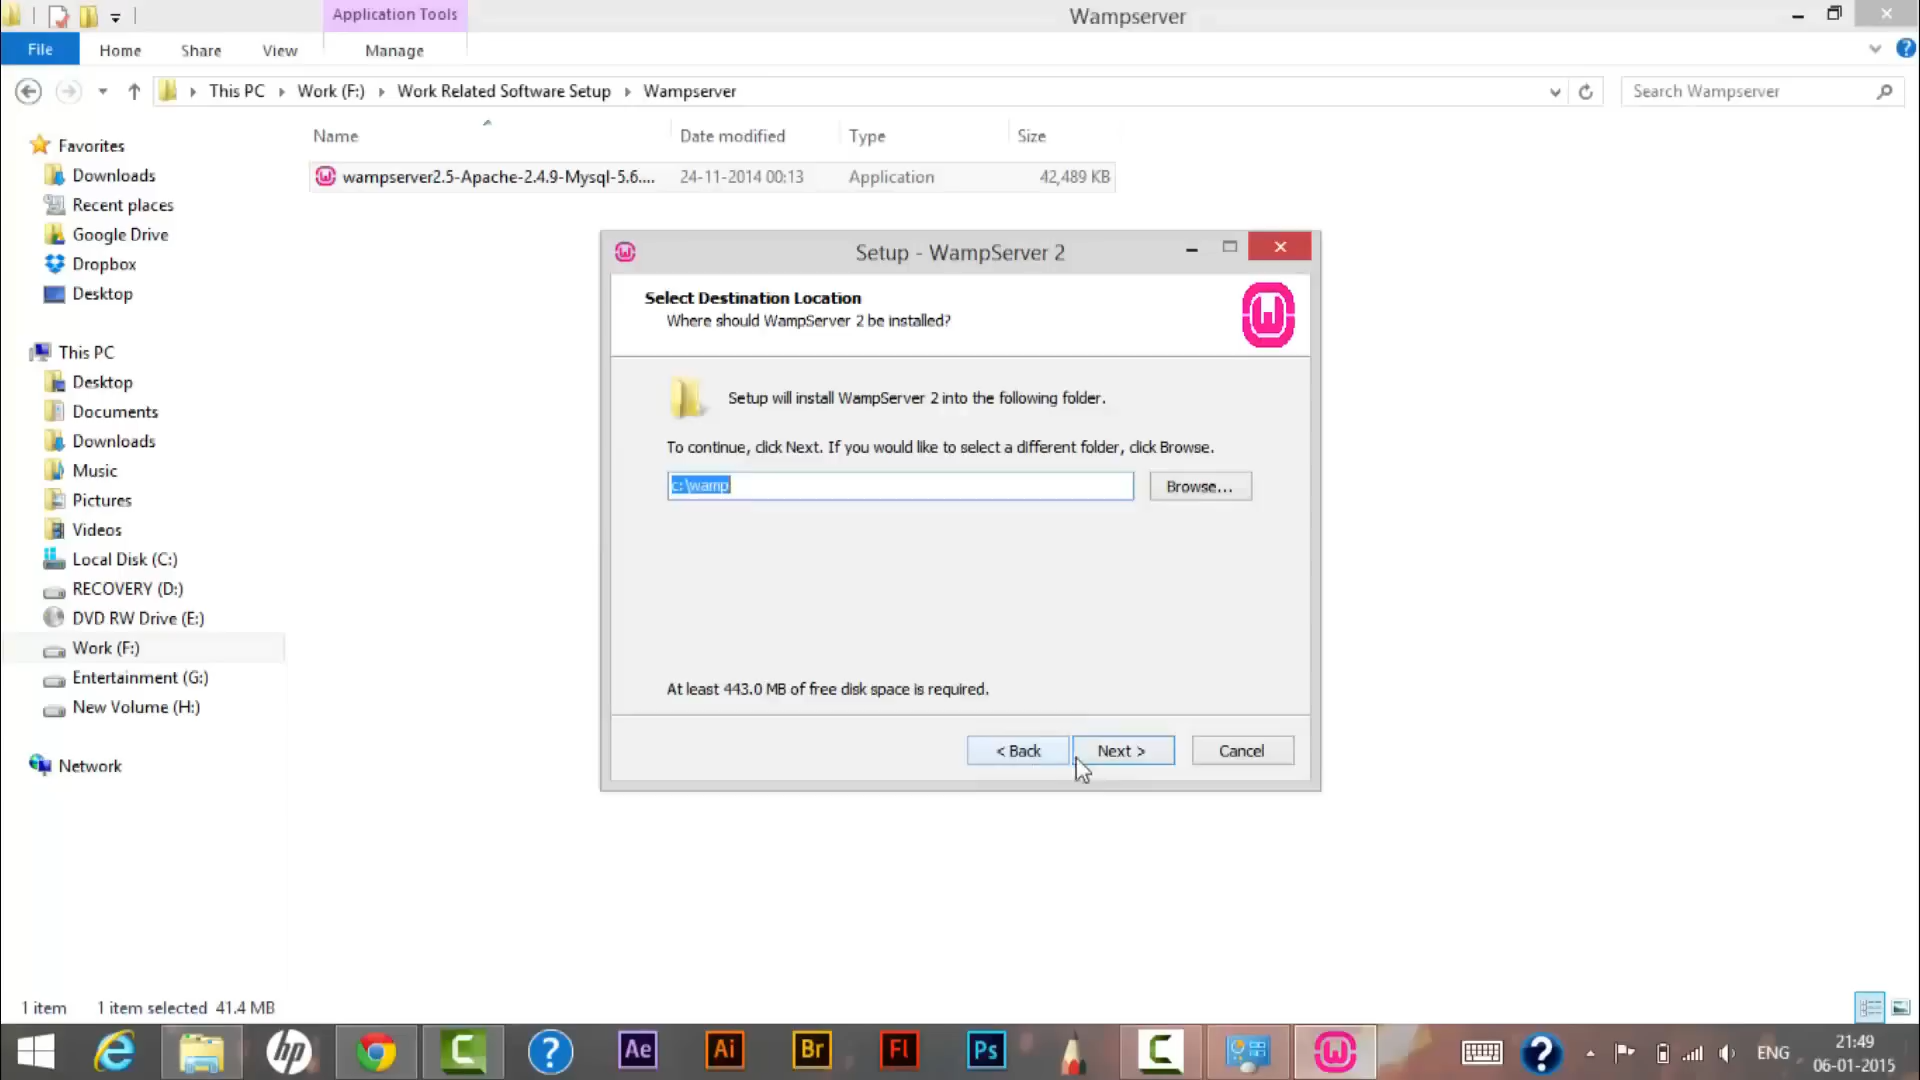 Application Tools
Wampserver
File
Home
Share
View
Manage
This PC
Work (F:)
Work Related Software Setup
Wampserver
Search Wampserver
Name
Date modified
Type
Size
wampserver2.5-Apache-2.4.9-Mysql-5.6....
24-11-2014 00:13
Application
42,489 KB
Favorites
Downloads
Recent places
Google Drive
Dropbox
Desktop
This PC
Desktop
Documents
Downloads
Music
Pictures
Videos
Local Disk (C:)
RECOVERY (D:)
DVD RW Drive (E:)
Work (F:)
Entertainment (G:)
New Volume (H:)
Network
Setup - WampServer 2
Select Destination Location
Where should WampServer 2 be installed?
Setup will install WampServer 2 into the following folder.
To continue, click Next. If you would like to select a different folder, click Browse.
c:\wamp
Browse...
At least 443.0 MB of free disk space is required.
< Back
Next >
Cancel
1 item
1 item selected 41.4 MB
hp
Ae
Ai
Br
Fl
Ps
ENG
21:49
06-01-2015